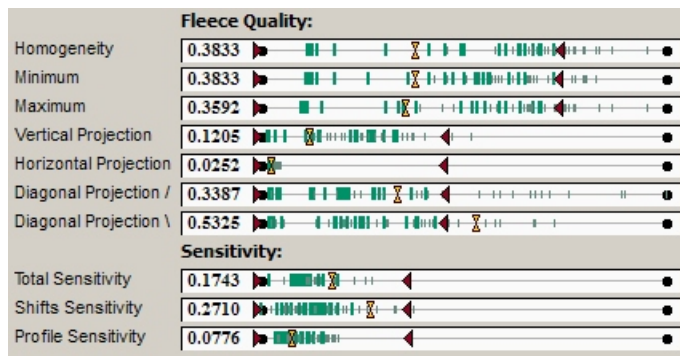 Fleece Quality:
Homogeneity 0.3833
Minimum 0.3833
Maximum 0.3592
Vertical Projection 0.1205
Horizontal Projection 0.0252
Diagonal Projection / 0.3387
Diagonal Projection \ 0.5325
Sensitivity:
Total Sensitivity 0.1743
Shifts Sensitivity 0.2710
Profile Sensitivity 0.0776